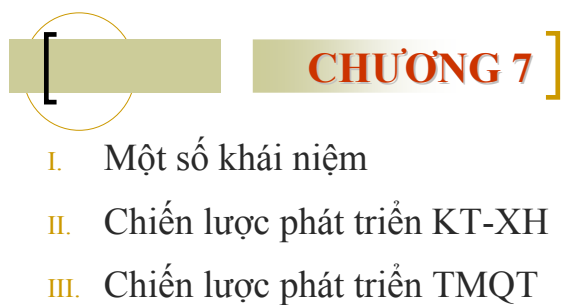 CHƯƠNG 7
I. Một số khái niệm
II. Chiến lược phát triển KT-XH
III. Chiến lược phát triển TMQT